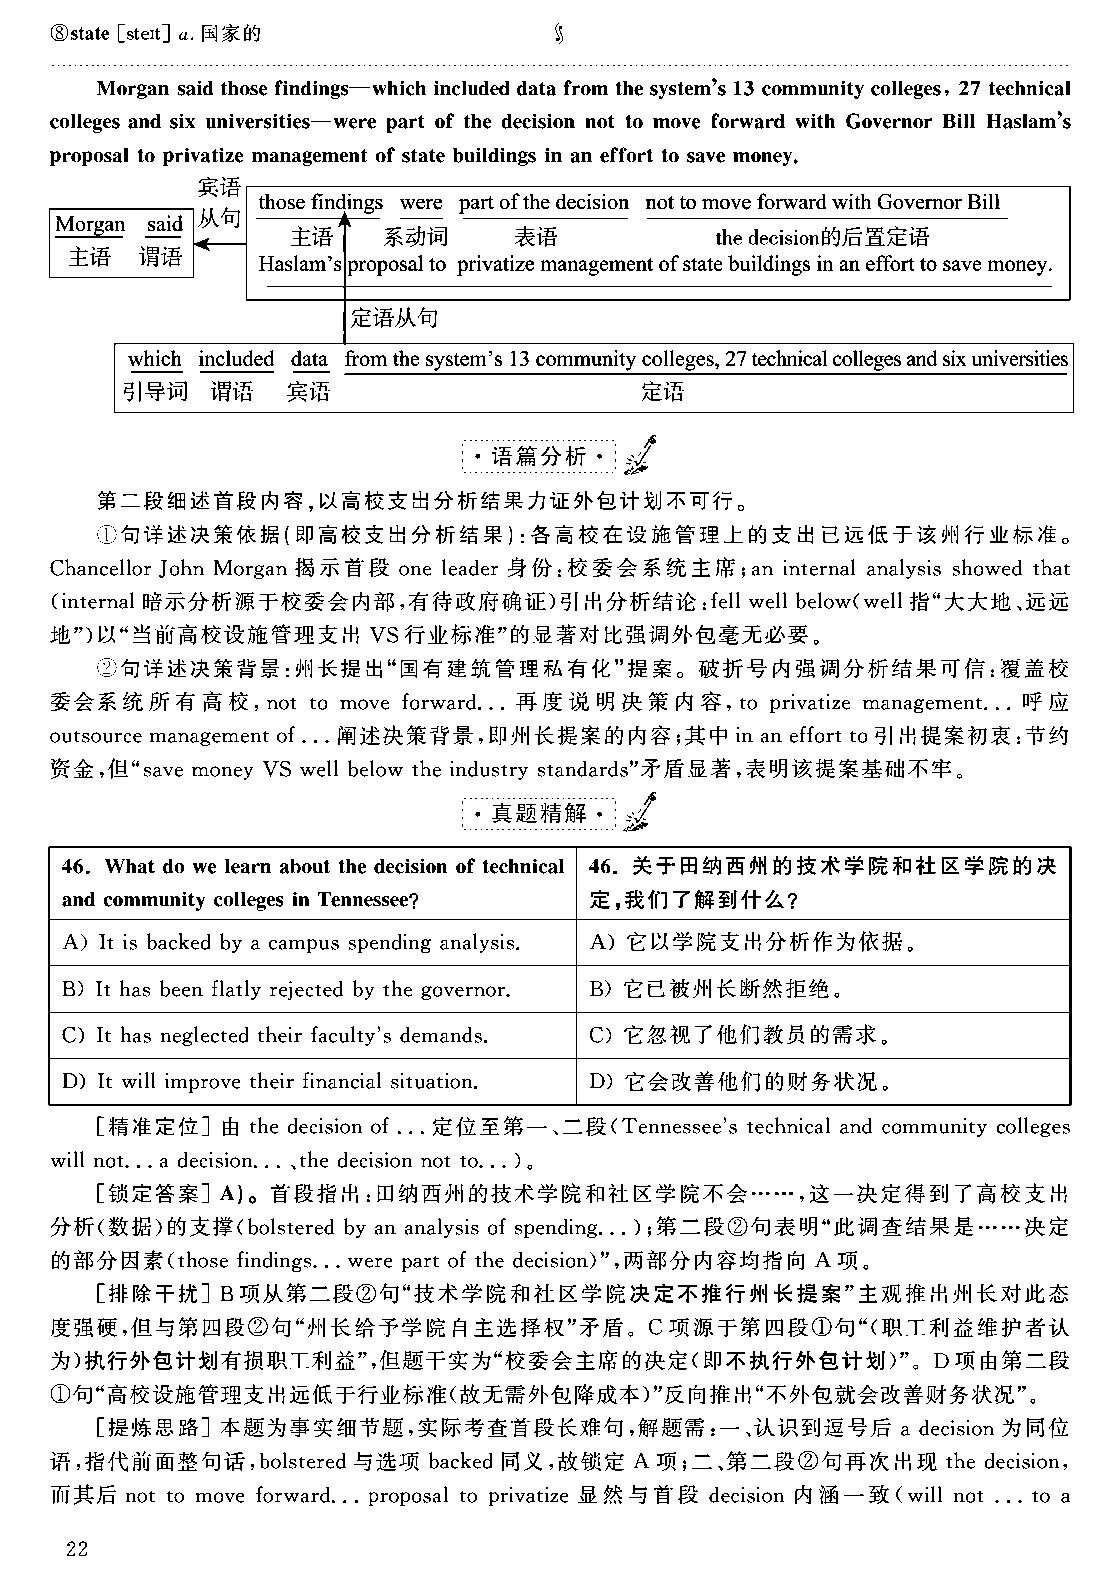 ⑧state [steɪt] a. 国家的
Morgan said those findings—which included data from the system's 13 community colleges, 27 technical
colleges and six universities—were part of the decision not to move forward with Governor Bill Haslam's
proposal to privatize management of state buildings in an effort to save money.
宾语
从句
Morgan said
主语 谓语
those findings were part of the decision not to move forward with Governor Bill
主语 系动词 表语 the decision的后置定语
Haslam's proposal to privatize management of state buildings in an effort to save money.
定语从句
which included data from the system's 13 community colleges, 27 technical colleges and six universities
引导词 谓语 宾语 定语
·语篇分析·
第二段细述首段内容,以高校支出分析结果力证外包计划不可行。
①句详述决策依据(即高校支出分析结果):各高校在设施管理上的支出已远低于该州行业标准。
Chancellor John Morgan 揭示首段 one leader 身份:校委会系统主席;an internal analysis showed that
(internal 暗示分析源于校委会内部,有待政府确证)引出分析结论:fell well below(well 指“大大地、远远
地”)以“当前高校设施管理支出 VS 行业标准”的显著对比强调外包毫无必要。
②句详述决策背景:州长提出“国有建筑管理私有化”提案。破折号内强调分析结果可信:覆盖校
委会系统所有高校,not to move forward... 再度说明决策内容,to privatize management... 呼应
outsource management of ... 阐述决策背景,即州长提案的内容;其中 in an effort to 引出提案初衷:节约
资金,但“save money VS well below the industry standards”矛盾显著,表明该提案基础不牢。
·真题精解·
46. What do we learn about the decision of technical
and community colleges in Tennessee?
46. 关于田纳西州的技术学院和社区学院的决
定,我们了解到什么?
A) It is backed by a campus spending analysis.
A) 它以学院支出分析作为依据。
B) It has been flatly rejected by the governor.
B) 它已被州长断然拒绝。
C) It has neglected their faculty's demands.
C) 它忽视了他们教员的需求。
D) It will improve their financial situation.
D) 它会改善他们的财务状况。
[精准定位] 由 the decision of ... 定位至第一、二段(Tennessee's technical and community colleges
will not... a decision... 、the decision not to...)。
[锁定答案] A)。首段指出:田纳西州的技术学院和社区学院不会……,这一决定得到了高校支出
分析(数据)的支撑(bolstered by an analysis of spending...);第二段②句表明“此调查结果是……决定
的部分因素(those findings... were part of the decision)”,两部分内容均指向 A 项。
[排除干扰] B 项从第二段②句“技术学院和社区学院决定不推行州长提案”主观推出州长对此态
度强硬,但与第四段②句“州长给予学院自主选择权”矛盾。C 项源于第四段①句“(职工利益维护者认
为)执行外包计划有损职工利益”,但题干实为“校委会主席的决定(即不执行外包计划)”。D 项由第二段
①句“高校设施管理支出远低于行业标准(故无需外包降成本)”反向推出“不外包就会改善财务状况”。
[提炼思路] 本题为事实细节题,实际考查首段长难句,解题需:一、认识到逗号后 a decision 为同位
语,指代前面整句话,bolstered 与选项 backed 同义,故锁定 A 项;二、第二段②句再次出现 the decision,
而其后 not to move forward... proposal to privatize 显然与首段 decision 内涵一致(will not ... to a
22